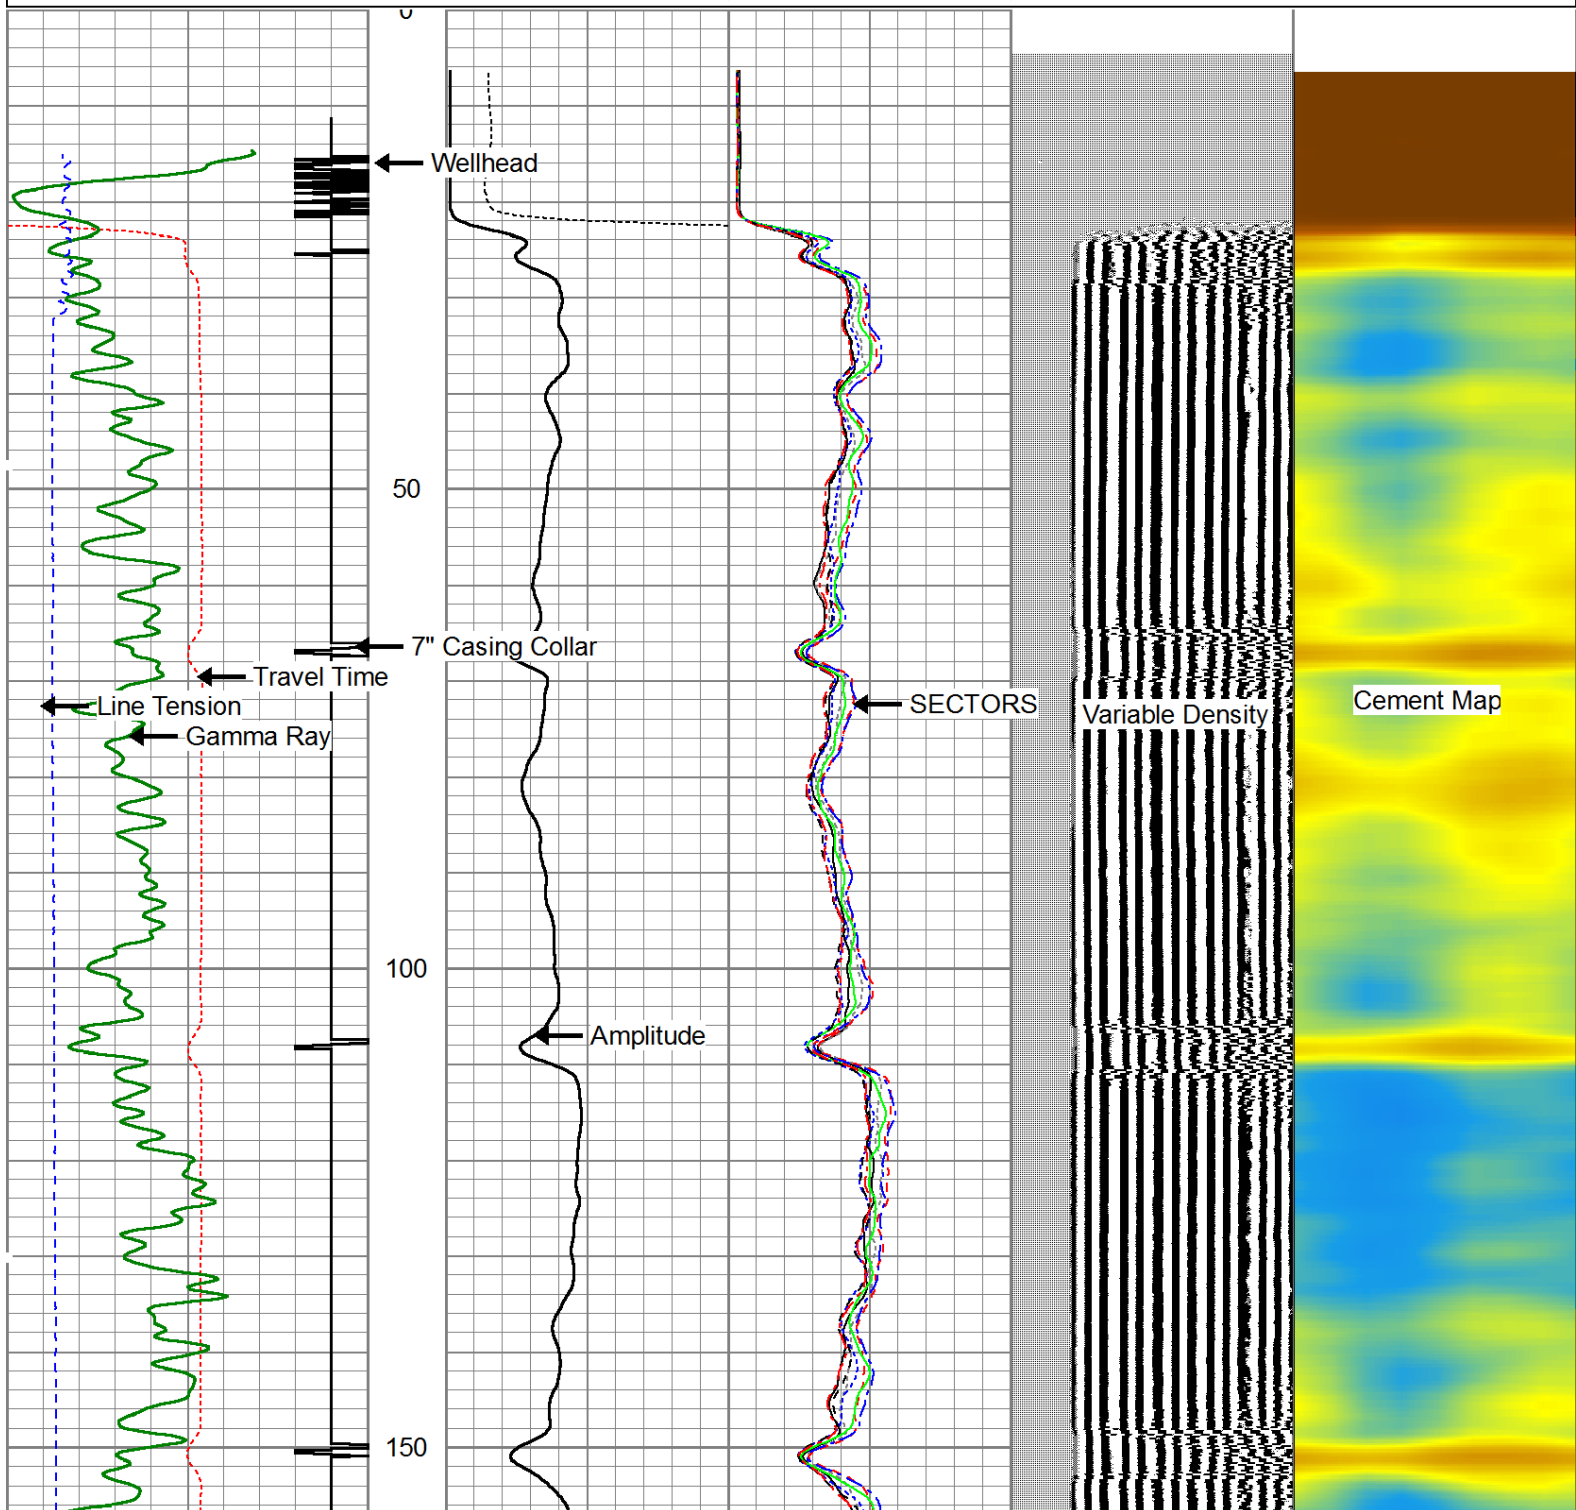 0
Wellhead
50
7" Casing Collar
Travel Time
Line Tension
SECTORS
Cement Map
Variable Density
Gamma Ray
100
Amplitude
150